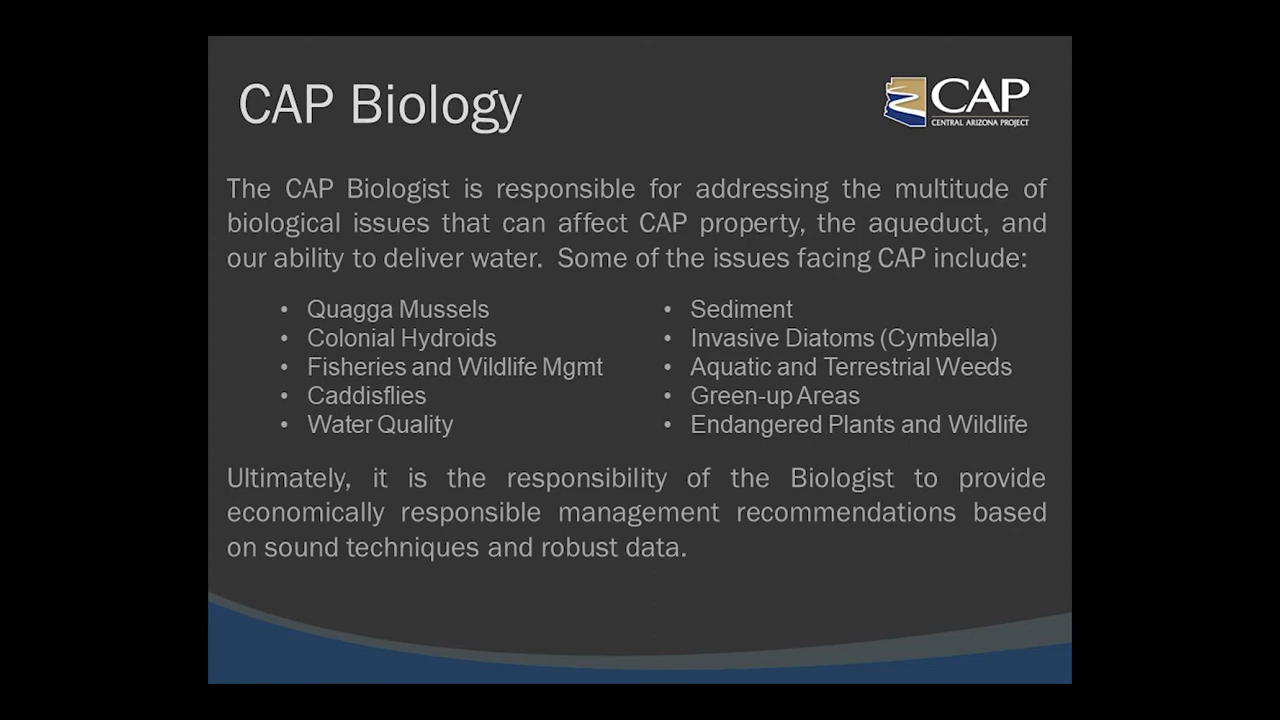 CAP Biology
CAP
CENTRAL ARIZONA PROJECT
The CAP Biologist is responsible for addressing the multitude of
biological issues that can affect CAP property, the aqueduct, and
our ability to deliver water. Some of the issues facing CAP include:
• Quagga Mussels
• Colonial Hydroids
• Fisheries and Wildlife Mgmt
• Caddisflies
• Water Quality
• Sediment
• Invasive Diatoms (Cymbella)
• Aquatic and Terrestrial Weeds
• Green-up Areas
• Endangered Plants and Wildlife
Ultimately, it is the responsibility of the Biologist to provide
economically responsible management recommendations based
on sound techniques and robust data.